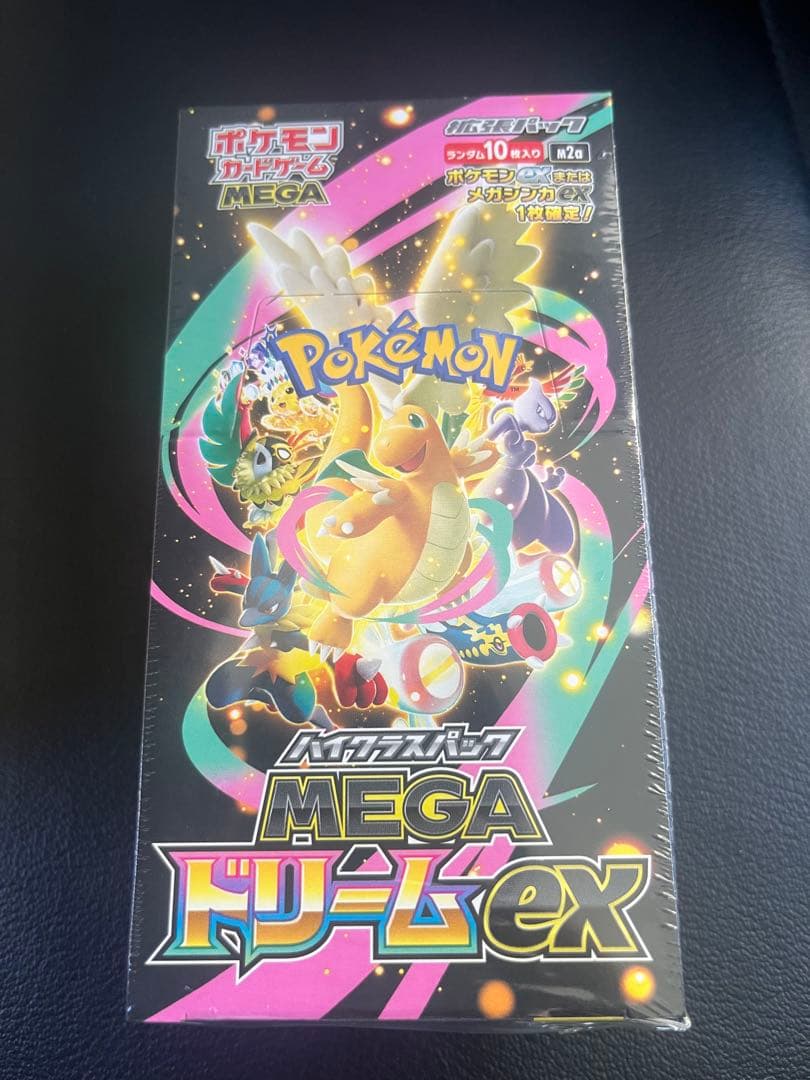 ポケモン
カードゲーム
MEGA
拡張パック
ランダム10枚入り M2a
ポケモンexまたは
メガシンカex
1枚確定!
POKéMON
TM
ハイクラスパック
MEGA
ドリームex